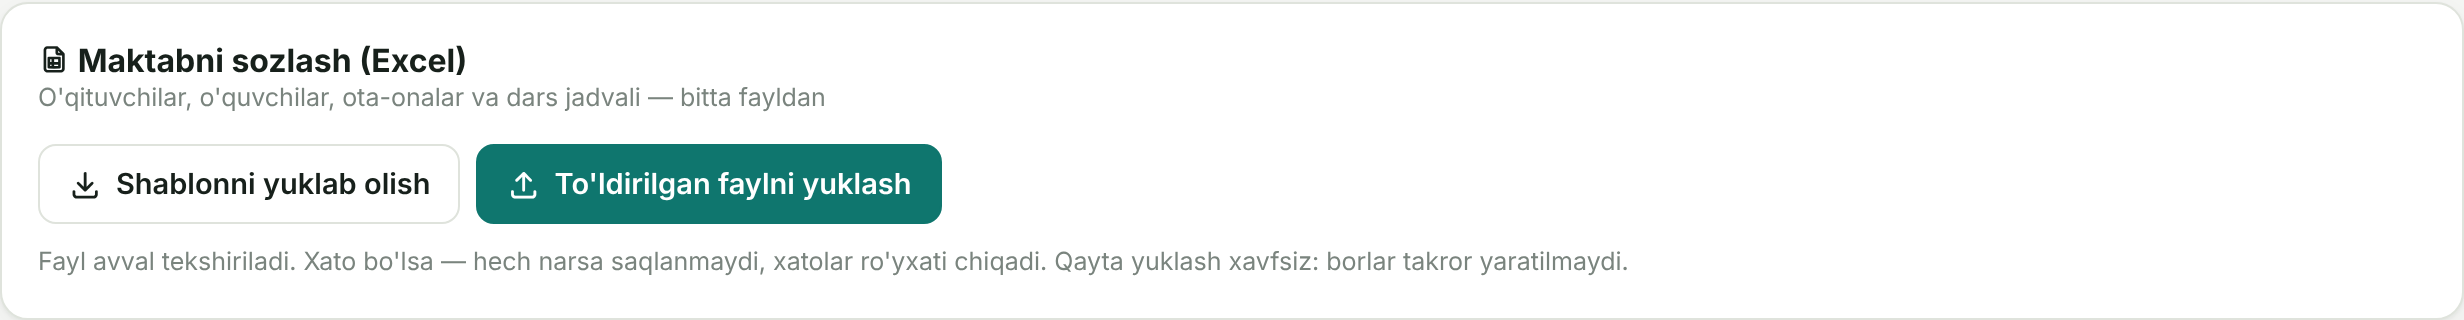 Maktabni sozlash (Excel)
O'qituvchilar, o'quvchilar, ota-onalar va dars jadvali — bitta fayldan
Shablonni yuklab olish
To'ldirilgan faylni yuklash
Fayl avval tekshiriladi. Xato bo'lsa — hech narsa saqlanmaydi, xatolar ro'yxati chiqadi. Qayta yuklash xavfsiz: borlar takror yaratilmaydi.